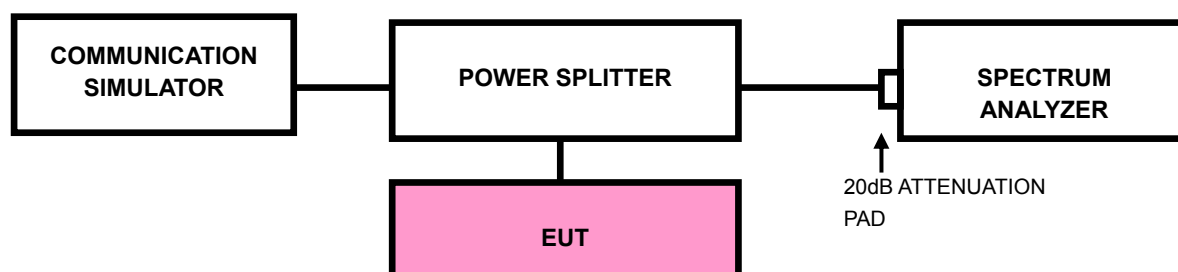 COMMUNICATION
SIMULATOR
POWER SPLITTER
SPECTRUM
ANALYZER
20dB ATTENUATION
PAD
EUT